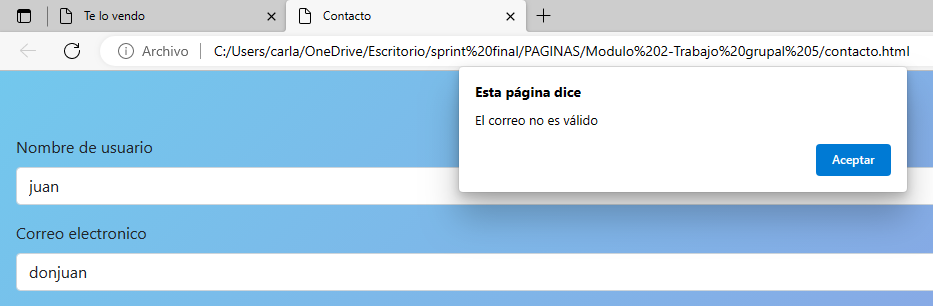 Te lo vendo
Contacto
Archivo
C:/Users/carla/OneDrive/Escritorio/sprint%20final/PAGINAS/Modulo%202-Trabajo%20grupal%205/contacto.html
Esta página dice
El correo no es válido
Aceptar
Nombre de usuario
juan
Correo electronico
donjuan